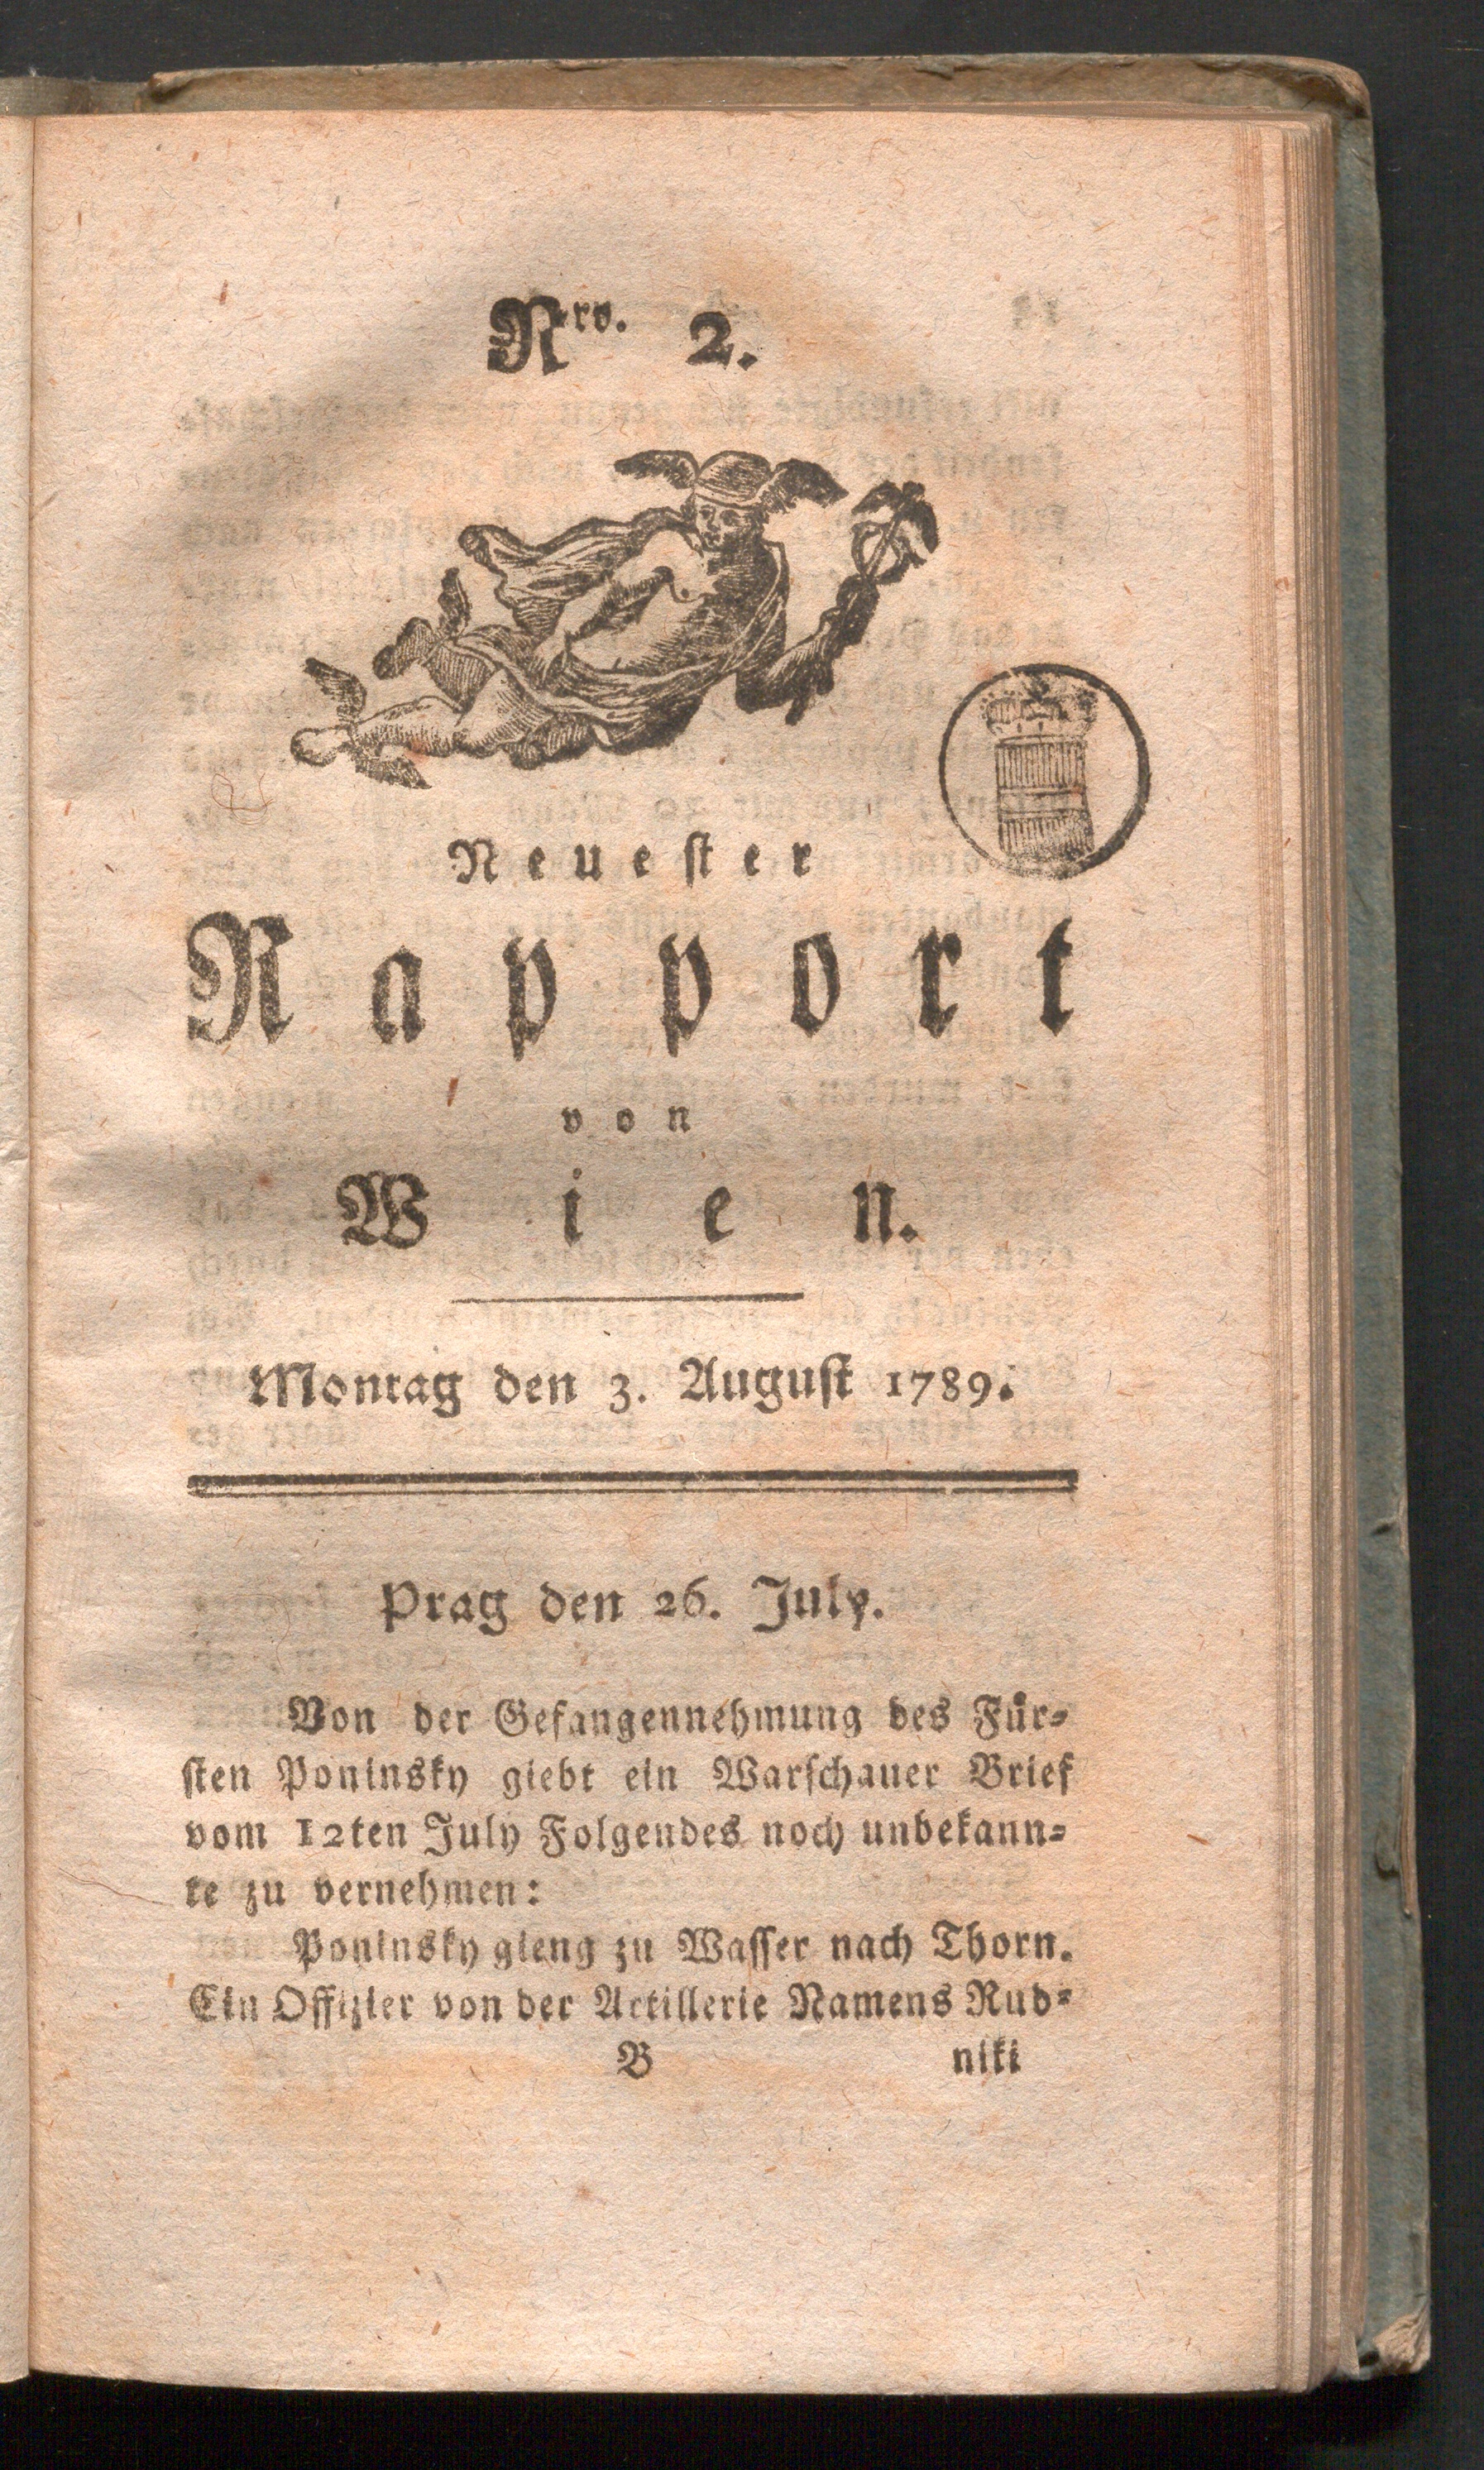 Nro. 2.
Neuester
Rapport
von
Wien.
Montag den 3. August 1789.
Prag den 26. July.
Von der Gefangennehmung des Für-
sten Poninsky giebt ein Warschauer Brief
vom 12ten July Folgendes noch unbekann-
te zu vernehmen:
Poninsky gieng zu Wasser nach Thorn.
Ein Offizier von der Artillerie Namens Rud-
B niki